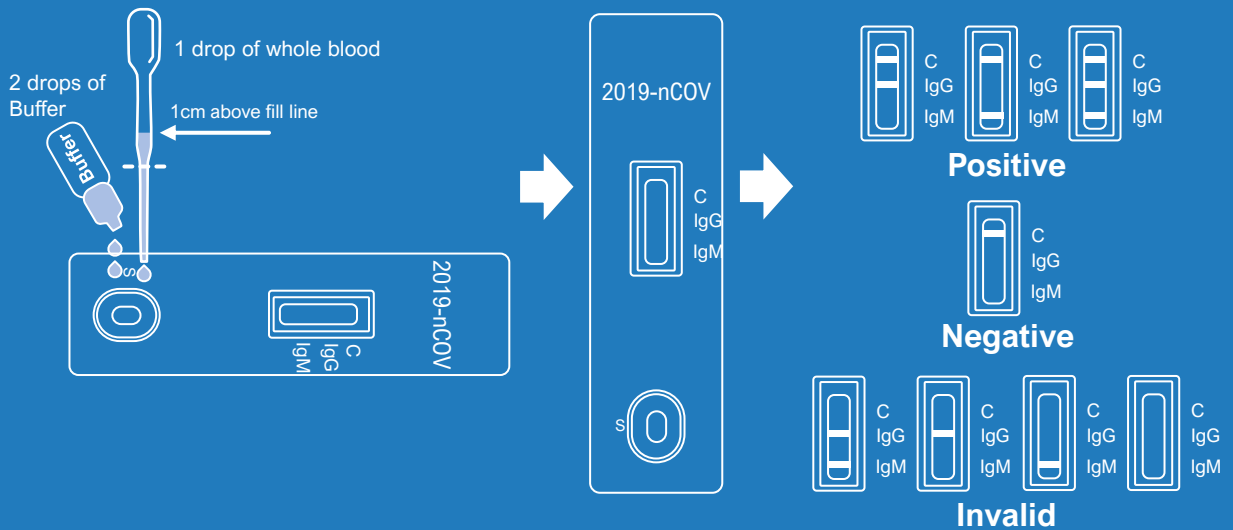 1 drop of whole blood
2 drops of
Buffer
1cm above fill line
Buffer
S
C
IgG
IgM
2019-nCOV
2019-nCOV
C
IgG
IgM
S
C
IgG
IgM
C
IgG
IgM
C
IgG
IgM
Positive
C
IgG
IgM
Negative
C
IgG
IgM
C
IgG
IgM
C
IgG
IgM
C
IgG
IgM
Invalid